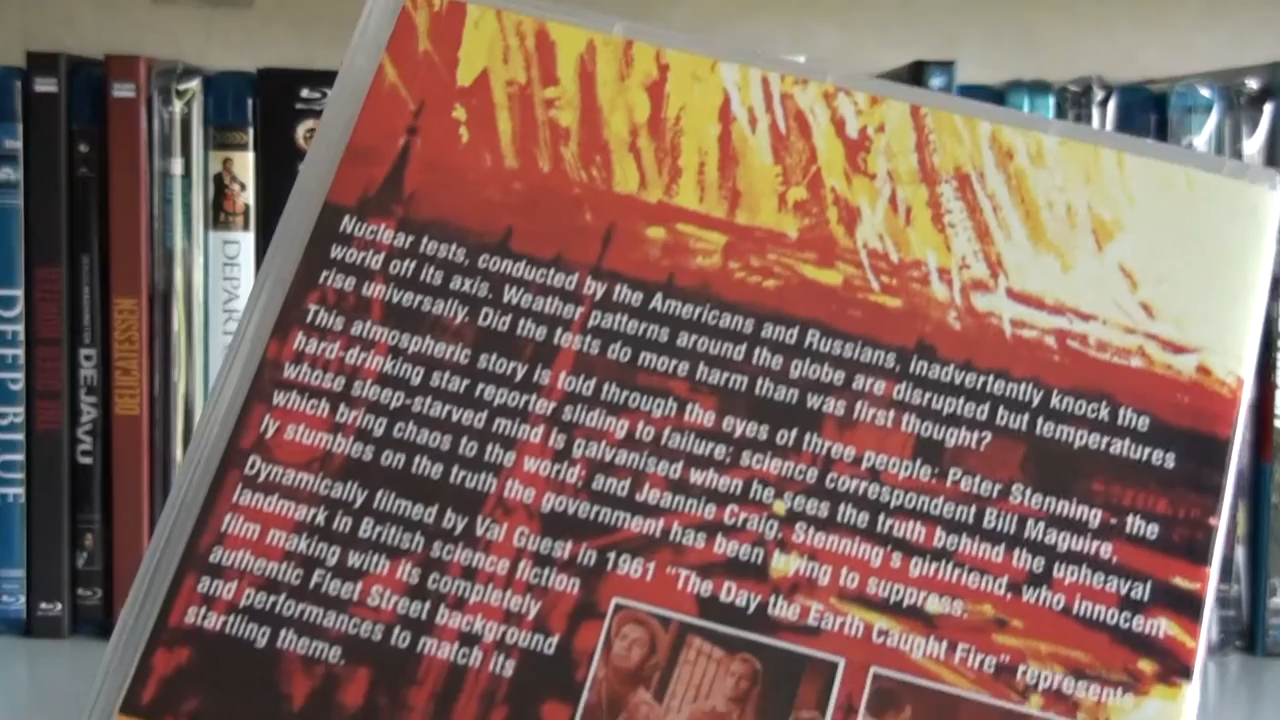 Nuclear tests, conducted by the Americans and Russians, inadvertently knock the
world off its axis. Weather patterns around the globe are disrupted but temperatures
rise universally. Did the tests do more harm than was first thought?
This atmospheric story is told through the eyes of three people: Peter Stenning - the
hard-drinking star reporter sliding to failure; science correspondent Bill Maguire,
whose sleep-starved mind is galvanised when he sees the truth behind the upheaval
which bring chaos to the world; and Jeannie Craig, Stenning's girlfriend, who innocent-
ly stumbles on the truth the government has been trying to suppress.
Dynamically filmed by Val Guest in 1961 "The Day the Earth Caught Fire" represents
landmark in British science fiction
film making with its completely
authentic Fleet Street background
and performances to match its
startling theme.
DEEP BLUE
THE DEER HUNTER
DEJAVU
DELICATESSEN
DEPAR